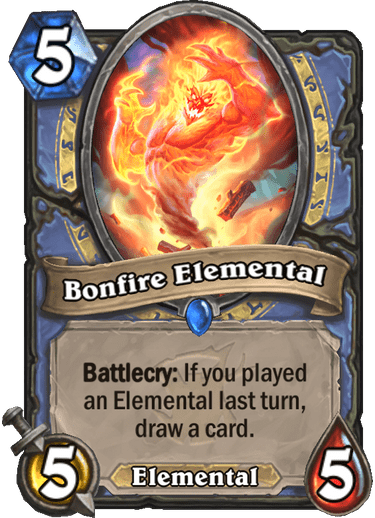 5
Bonfire Elemental
Battlecry: If you played
an Elemental last turn,
draw a card.
5
Elemental
5